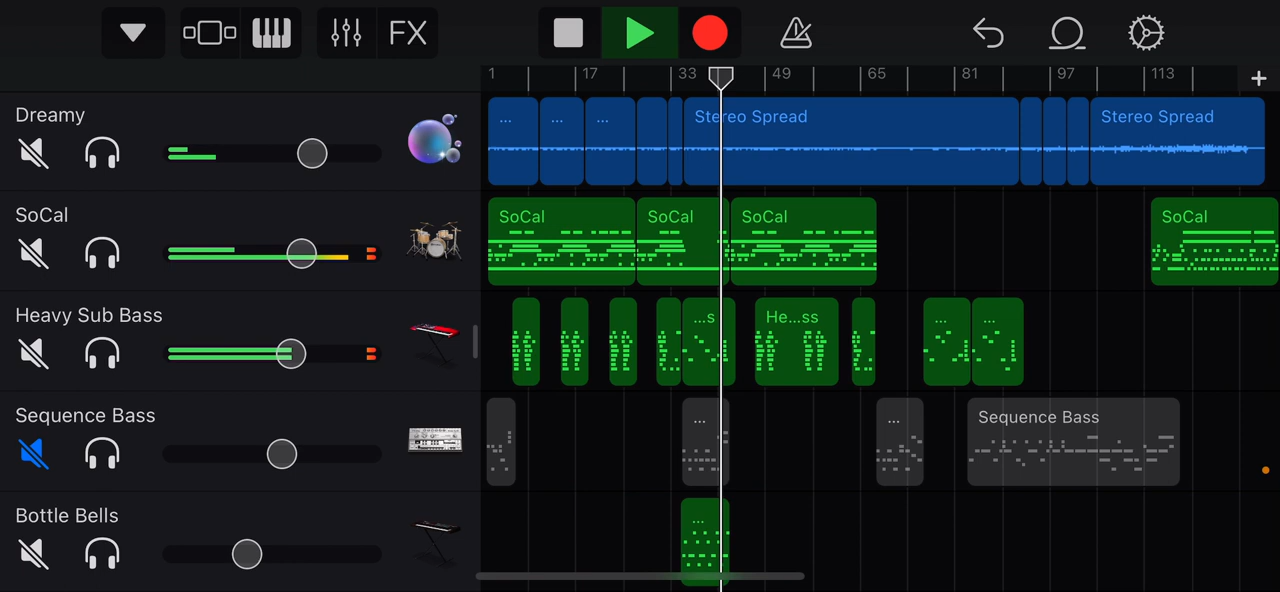 FX
1 17 33 49 65 81 97 113
Dreamy
... ... ... Stereo Spread Stereo Spread
SoCal
SoCal SoCal SoCal SoCal
Heavy Sub Bass
...s He...ss ... ...
Sequence Bass
... ... Sequence Bass
Bottle Bells
...